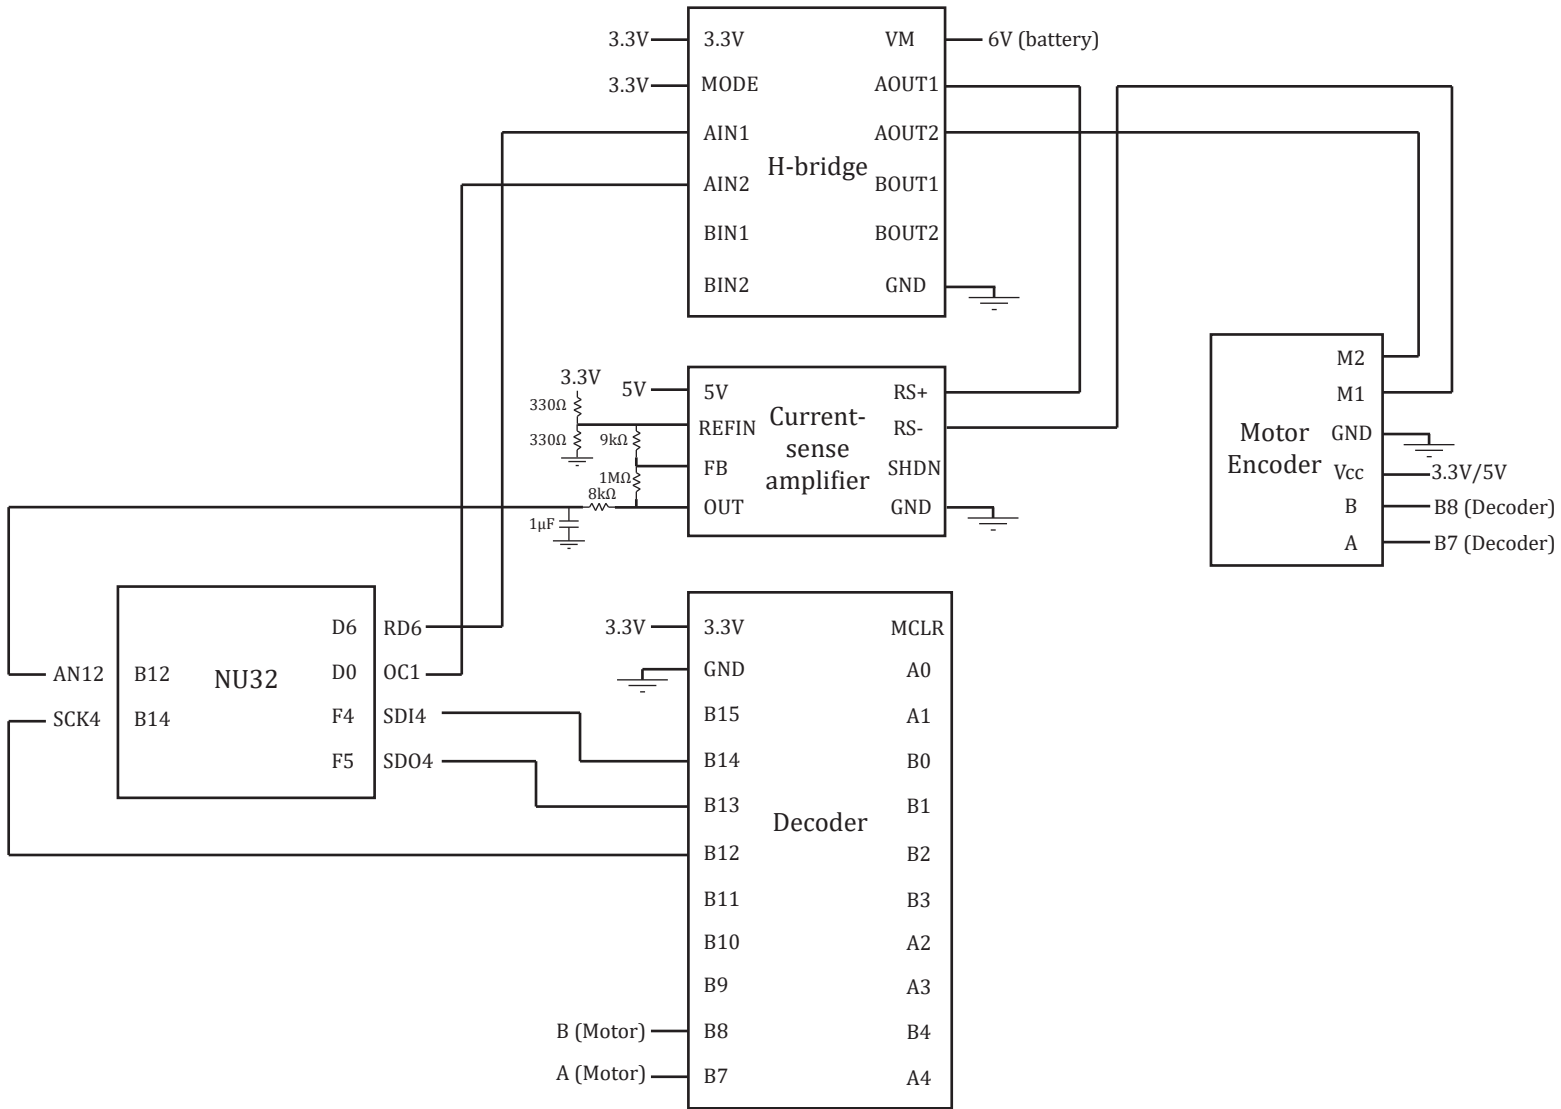 3.3V
3.3V
VM
6V (battery)
3.3V
MODE
AOUT1
AIN1
AOUT2
H-bridge
AIN2
BOUT1
BIN1
BOUT2
BIN2
GND
3.3V
330Ω
330Ω
9kΩ
1MΩ
8kΩ
1µF
5V
5V
RS+
REFIN
RS-
FB
SHDN
OUT
GND
Current-
sense
amplifier
M2
M1
GND
Vcc
B
A
Motor
Encoder
3.3V/5V
B8 (Decoder)
B7 (Decoder)
AN12
SCK4
B12
B14
NU32
D6
D0
F4
F5
RD6
OC1
SDI4
SDO4
3.3V
3.3V
MCLR
GND
A0
B15
A1
B14
B0
B13
B1
Decoder
B12
B2
B11
B3
B10
A2
B9
A3
B (Motor)
B8
B4
A (Motor)
B7
A4